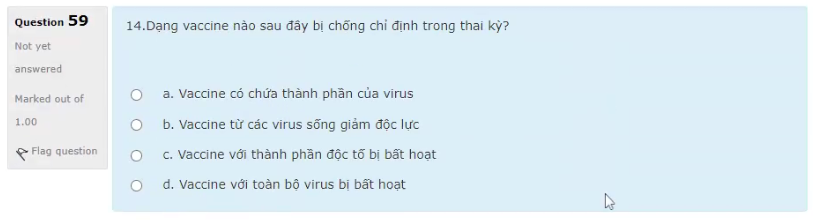 Question 59
Not yet
answered
Marked out of
1.00
Flag question
14.Dạng vaccine nào sau đây bị chống chỉ định trong thai kỳ?
a. Vaccine có chứa thành phần của virus
b. Vaccine từ các virus sống giảm độc lực
c. Vaccine với thành phần độc tố bị bất hoạt
d. Vaccine với toàn bộ virus bị bất hoạt